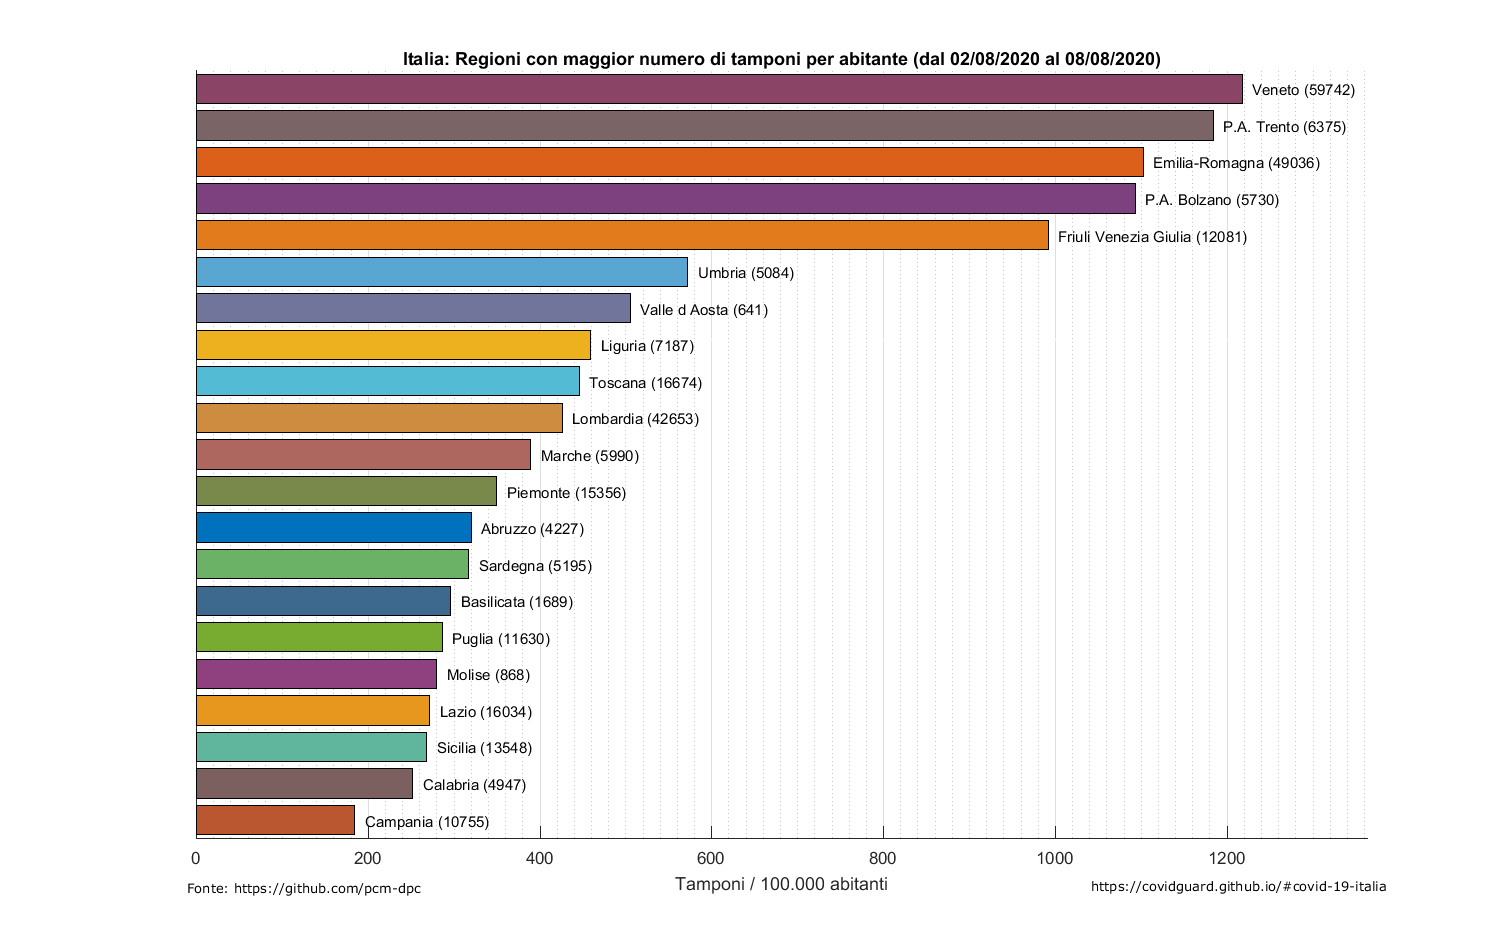 Italia: Regioni con maggior numero di tamponi per abitante (dal 02/08/2020 al 08/08/2020)
Veneto (59742)
P.A. Trento (6375)
Emilia-Romagna (49036)
P.A. Bolzano (5730)
Friuli Venezia Giulia (12081)
Umbria (5084)
Valle d Aosta (641)
Liguria (7187)
Toscana (16674)
Lombardia (42653)
Marche (5990)
Piemonte (15356)
Abruzzo (4227)
Sardegna (5195)
Basilicata (1689)
Puglia (11630)
Molise (868)
Lazio (16034)
Sicilia (13548)
Calabria (4947)
Campania (10755)
0 200 400 600 800 1000 1200
Tamponi / 100.000 abitanti
Fonte: https://github.com/pcm-dpc
https://covidguard.github.io/#covid-19-italia